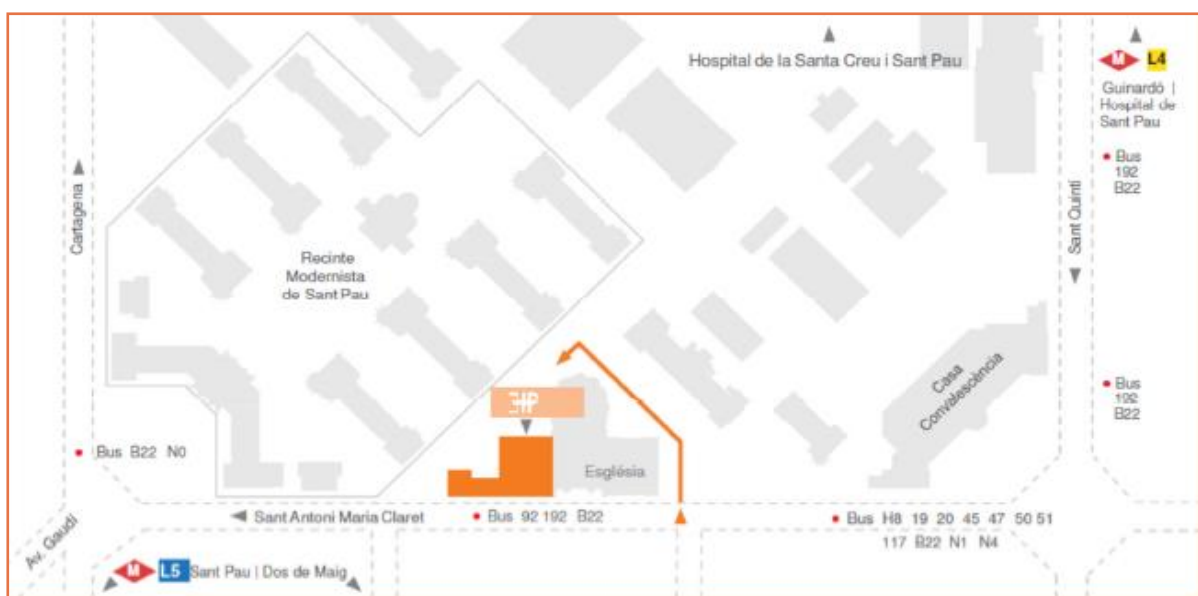 Hospital de la Santa Creu i Sant Pau
M L4
Guinardó |
Hospital de
Sant Pau
Bus
192
B22
Cartagena
Sant Quintí
Recinte
Modernista
de Sant Pau
Casa
Convalescència
Bus
192
B22
Bus B22 N0
Església
Sant Antoni Maria Claret
Bus 92 192 B22
Bus H8 19 20 45 47 50 51
117 B22 N1 N4
Av. Gaudí
M L5 Sant Pau | Dos de Maig